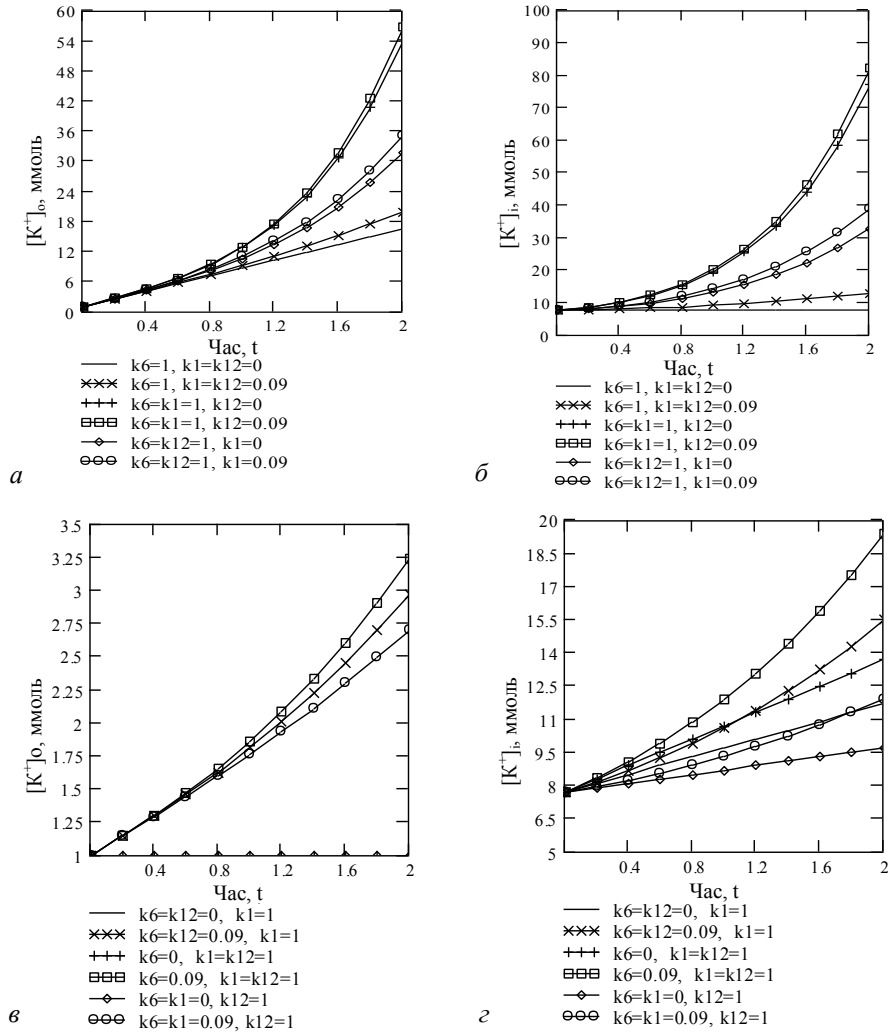 60
54
48
42
36
30
24
18
12
6
0
[K⁺]ₒ, ммоль
0.4
0.8
1.2
1.6
2
Час, t
k6=1, k1=k12=0
k6=1, k1=k12=0.09
k6=k1=1, k12=0
k6=k1=1, k12=0.09
k6=k12=1, k1=0
k6=k12=1, k1=0.09
а
100
90
80
70
60
50
40
30
20
10
0
[K⁺]ᵢ, ммоль
0.4
0.8
1.2
1.6
2
Час, t
k6=1, k1=k12=0
k6=1, k1=k12=0.09
k6=k1=1, k12=0
k6=k1=1, k12=0.09
k6=k12=1, k1=0
k6=k12=1, k1=0.09
б
3.5
3.25
3
2.75
2.5
2.25
2
1.75
1.5
1.25
1
[K⁺]O, ммоль
0.4
0.8
1.2
1.6
2
Час, t
k6=k12=0, k1=1
k6=k12=0.09, k1=1
k6=0, k1=k12=1
k6=0.09, k1=k12=1
k6=k1=0, k12=1
k6=k1=0.09, k12=1
в
20
18.5
17
15.5
14
12.5
11
9.5
8
6.5
5
[K⁺]ᵢ, ммоль
0.4
0.8
1.2
1.6
2
Час, t
k6=k12=0, k1=1
k6=k12=0.09, k1=1
k6=0, k1=k12=1
k6=0.09, k1=k12=1
k6=k1=0, k12=1
k6=k1=0.09, k12=1
г